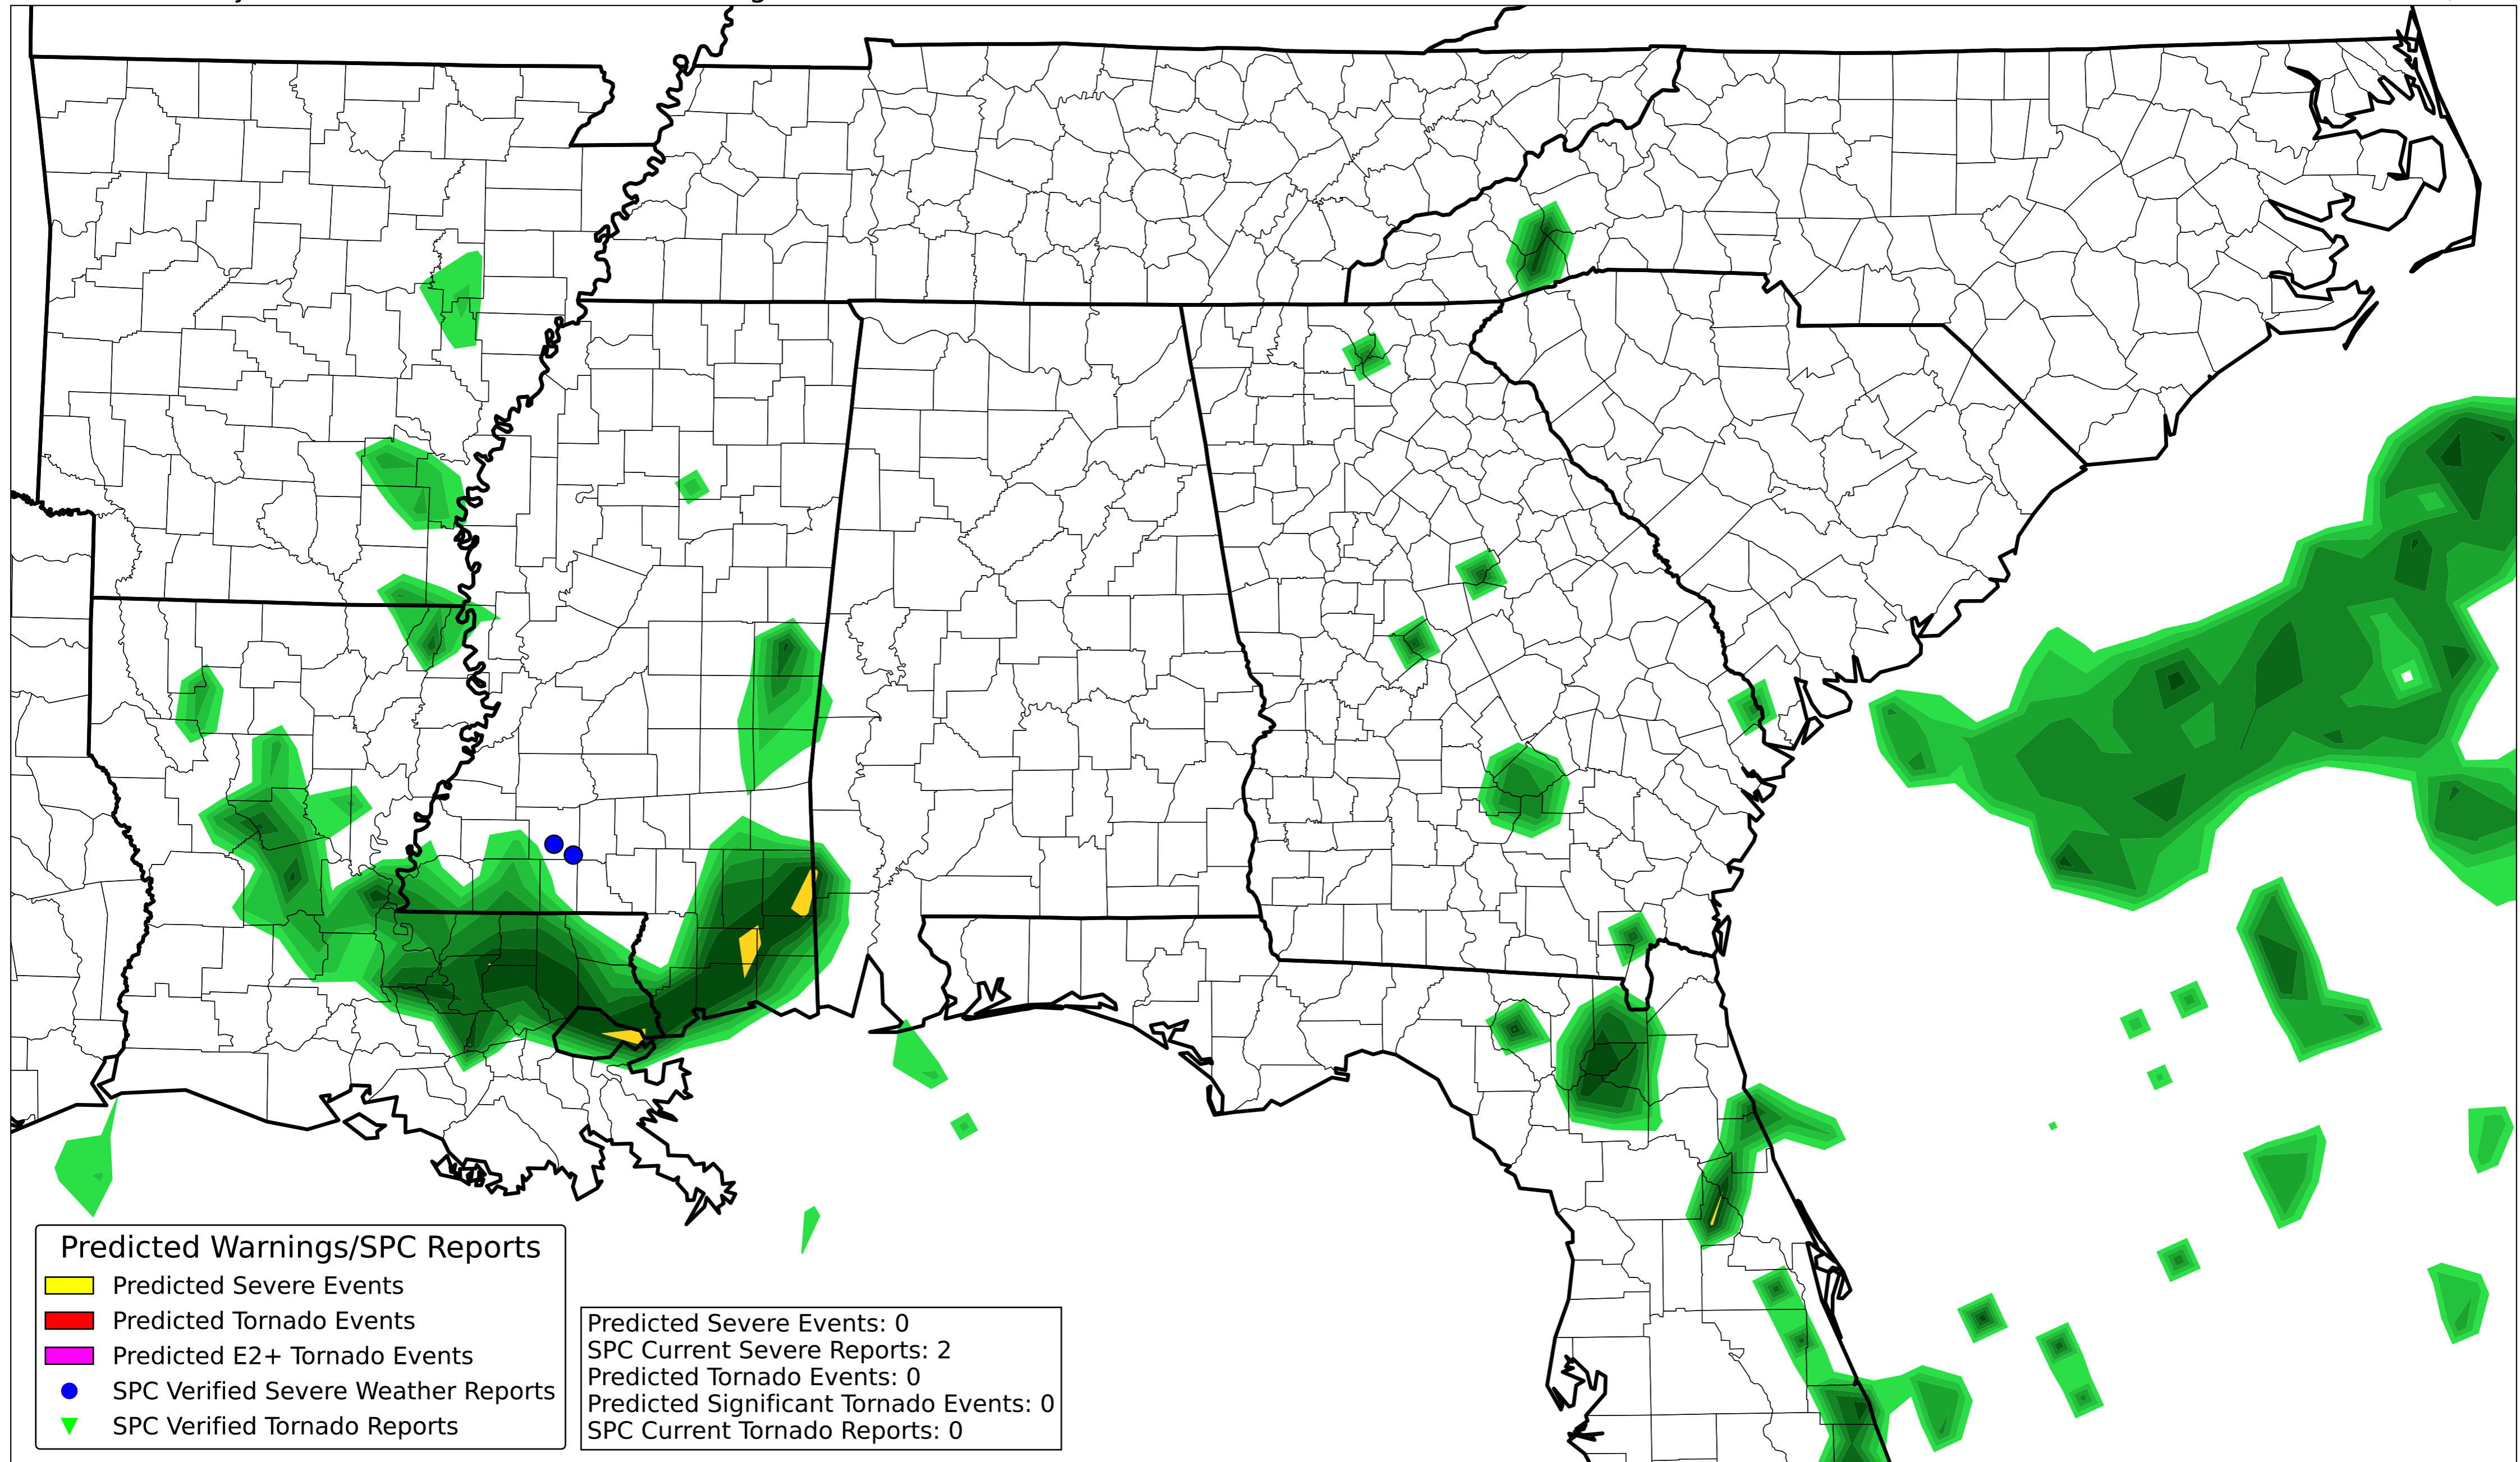 Predicted Warnings/SPC Reports
Predicted Severe Events
Predicted Tornado Events
Predicted E2+ Tornado Events
SPC Verified Severe Weather Reports
SPC Verified Tornado Reports
Predicted Severe Events: 0
SPC Current Severe Reports: 2
Predicted Tornado Events: 0
Predicted Significant Tornado Events: 0
SPC Current Tornado Reports: 0